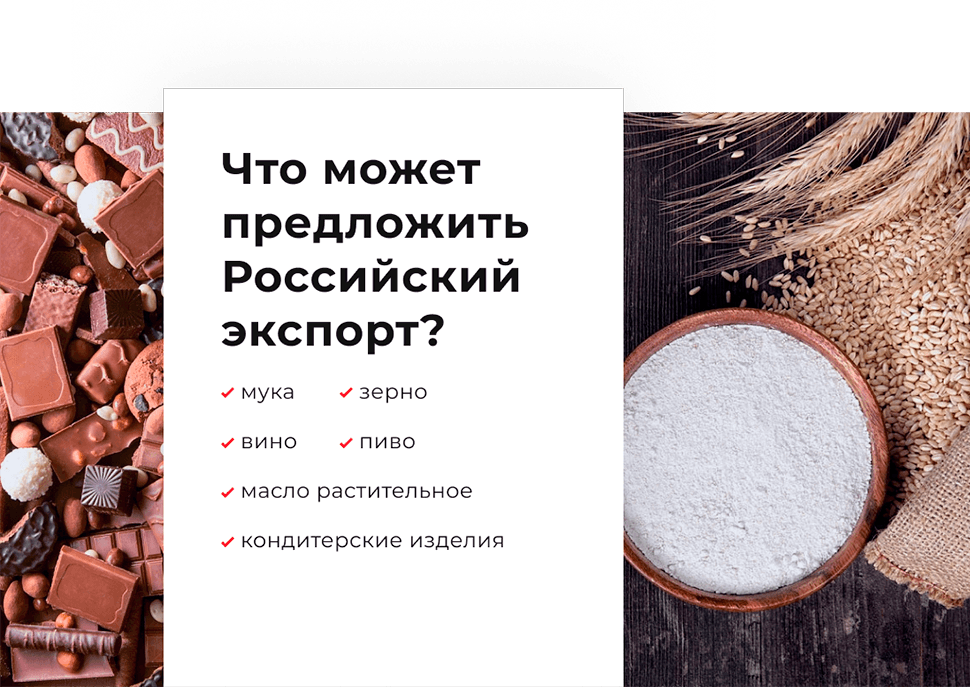 Что может
предложить
Российский
экспорт?
мука зерно
вино пиво
масло растительное
кондитерские изделия